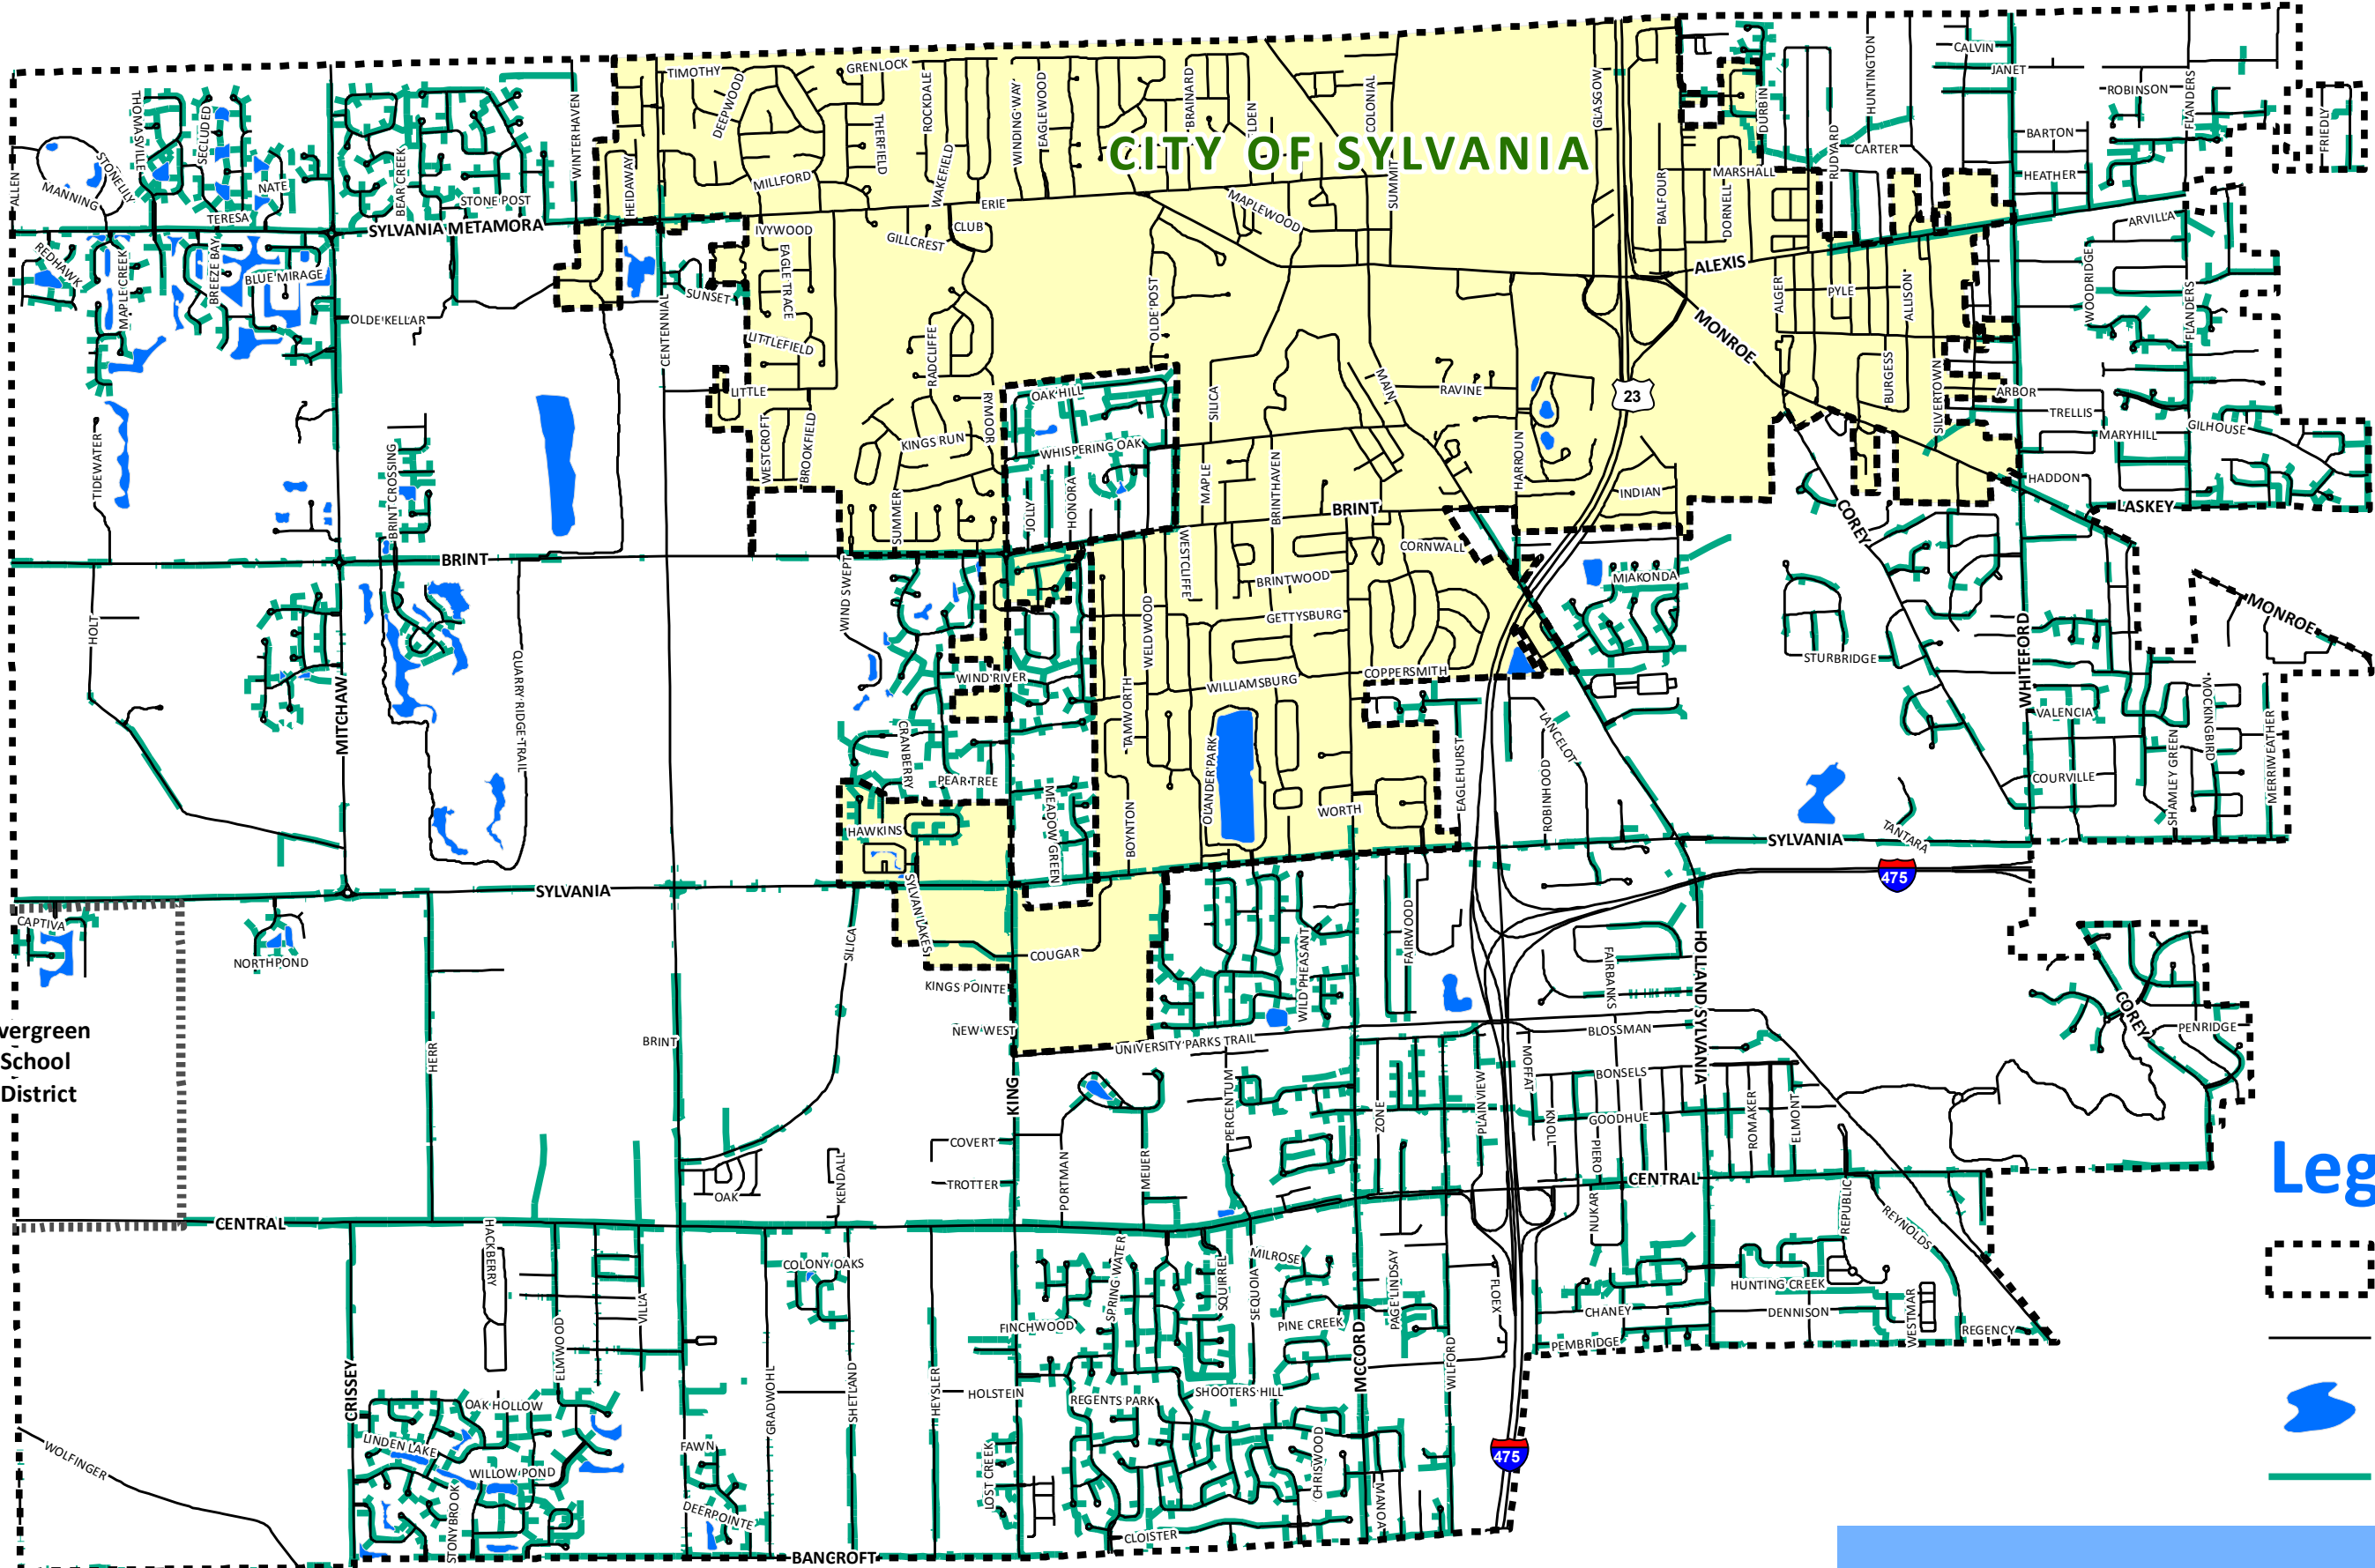 CITY OF SYLVANIA
TIMOTHY
GRENLOCK
DEEPWOOD
THERFIELD
ROCKDALE
WAKEFIELD
WINDING WAY
EAGLEWOOD
BRAINARD
COLONIAL
SUMMIT
GLASGOW
BALFOUR
DORNELL
MARSHALL
DURBIN
RUDYARD
HUNTINGTON
CARTER
CALVIN
JANET
ROBINSON
FLANDERS
BARTON
HEATHER
FRIEDLY
ARVILLA
ALLEN
MANNING
STONELILY
THOMASVILLE
SECLUDED
NATE
TERESA
BEAR CREEK
STONE POST
WINTERHAVEN
HEIDAWAY
MILLFORD
ERIE
CLUB
GILLCREST
MAPLEWOOD
SYLVANIA METAMORA
REDHAWK
MAPLE CREEK
BREEZE BAY
BLUE MIRAGE
OLDE KELLAR
SUNSET
IVYWOOD
EAGLE TRACE
LITTLEFIELD
LITTLE
CENTENNIAL
RADCLIFFE
OLDE POST
ALEXIS
MONROE
ALGER
PYLE
ALLISON
WOODRIDGE
FLANDERS
BURGESS
SILVERTOWN
ARBOR
TRELLIS
MARYHILL
GILHOUSE
HADDON
LASKEY
23
RAVINE
MAIN
SILICA
OAK HILL
RYMOOR
KINGS RUN
WHISPERING OAK
WESTCROFT
BROOKFIELD
SUMMER
JOLLY
HONORA
MAPLE
BRINTHAVEN
HARROUN
INDIAN
COREY
TIDEWATER
BRINT CROSSING
BRINT
BRINT
WIND SWEPT
WESTCLIFFE
CORNWALL
BRINTWOOD
GETTYSBURG
MIAKONDA
MONROE
HOLT
MITCHAW
QUARRY RIDGE TRAIL
WIND RIVER
WELDWOOD
TAMWORTH
WILLIAMSBURG
COPPERSMITH
STURBRIDGE
WHITEFORD
VALENCIA
MOCKINGBIRD
MERRIWEATHER
SHAMLEY GREEN
COURVILLE
CRANBERRY
PEAR TREE
MEADOW GREEN
BOYNTON
OLANDER PARK
WORTH
EAGLEHURST
LANCELOT
ROBINHOOD
HAWKINS
SYLVANIA
SYLVANIA
TANTARA
475
CAPTIVA
NORTHPOND
SILICA
SYLVAN LAKES
COUGAR
KINGS POINTE
NEW WEST
WILD PHEASANT
FAIRWOOD
FAIRBANKS
HOLLAND/SYLVANIA
COREY
PENRIDGE
vergreen
School
District
HERR
BRINT
UNIVERSITY PARKS TRAIL
BLOSSMAN
BONSELS
MOFFAT
PLAINVIEW
KING
COVERT
TROTTER
PORTMAN
MEIJER
PERCENTUM
ZONE
KNOLL
PIERO
GOODHUE
ROMAKER
ELMONT
OAK
KENDALL
CENTRAL
CENTRAL
NUKAR
REPUBLIC
REYNOLDS
Leg
HACKBERRY
COLONY OAKS
VILLA
ELMWOOD
FINCHWOOD
SPRING WATER
SQUIRREL
SEQUOIA
MILROSE
PINE CREEK
PAGE LINDSAY
FLOEX
CHANEY
PEMBRIDGE
HUNTING CREEK
DENNISON
WESTMAR
REGENCY
CRISSEY
OAK HOLLOW
LINDEN LAKE
WILLOW POND
STONYBROOK
WOLFINGER
FAWN
DEERPOINTE
GRADWOHL
SHETLAND
HEYSLER
HOLSTEIN
LOST CREEK
REGENTS PARK
SHOOTERS HILL
CHRISWOOD
MCCORD
WILFORD
MANOA
475
CLOISTER
BANCROFT